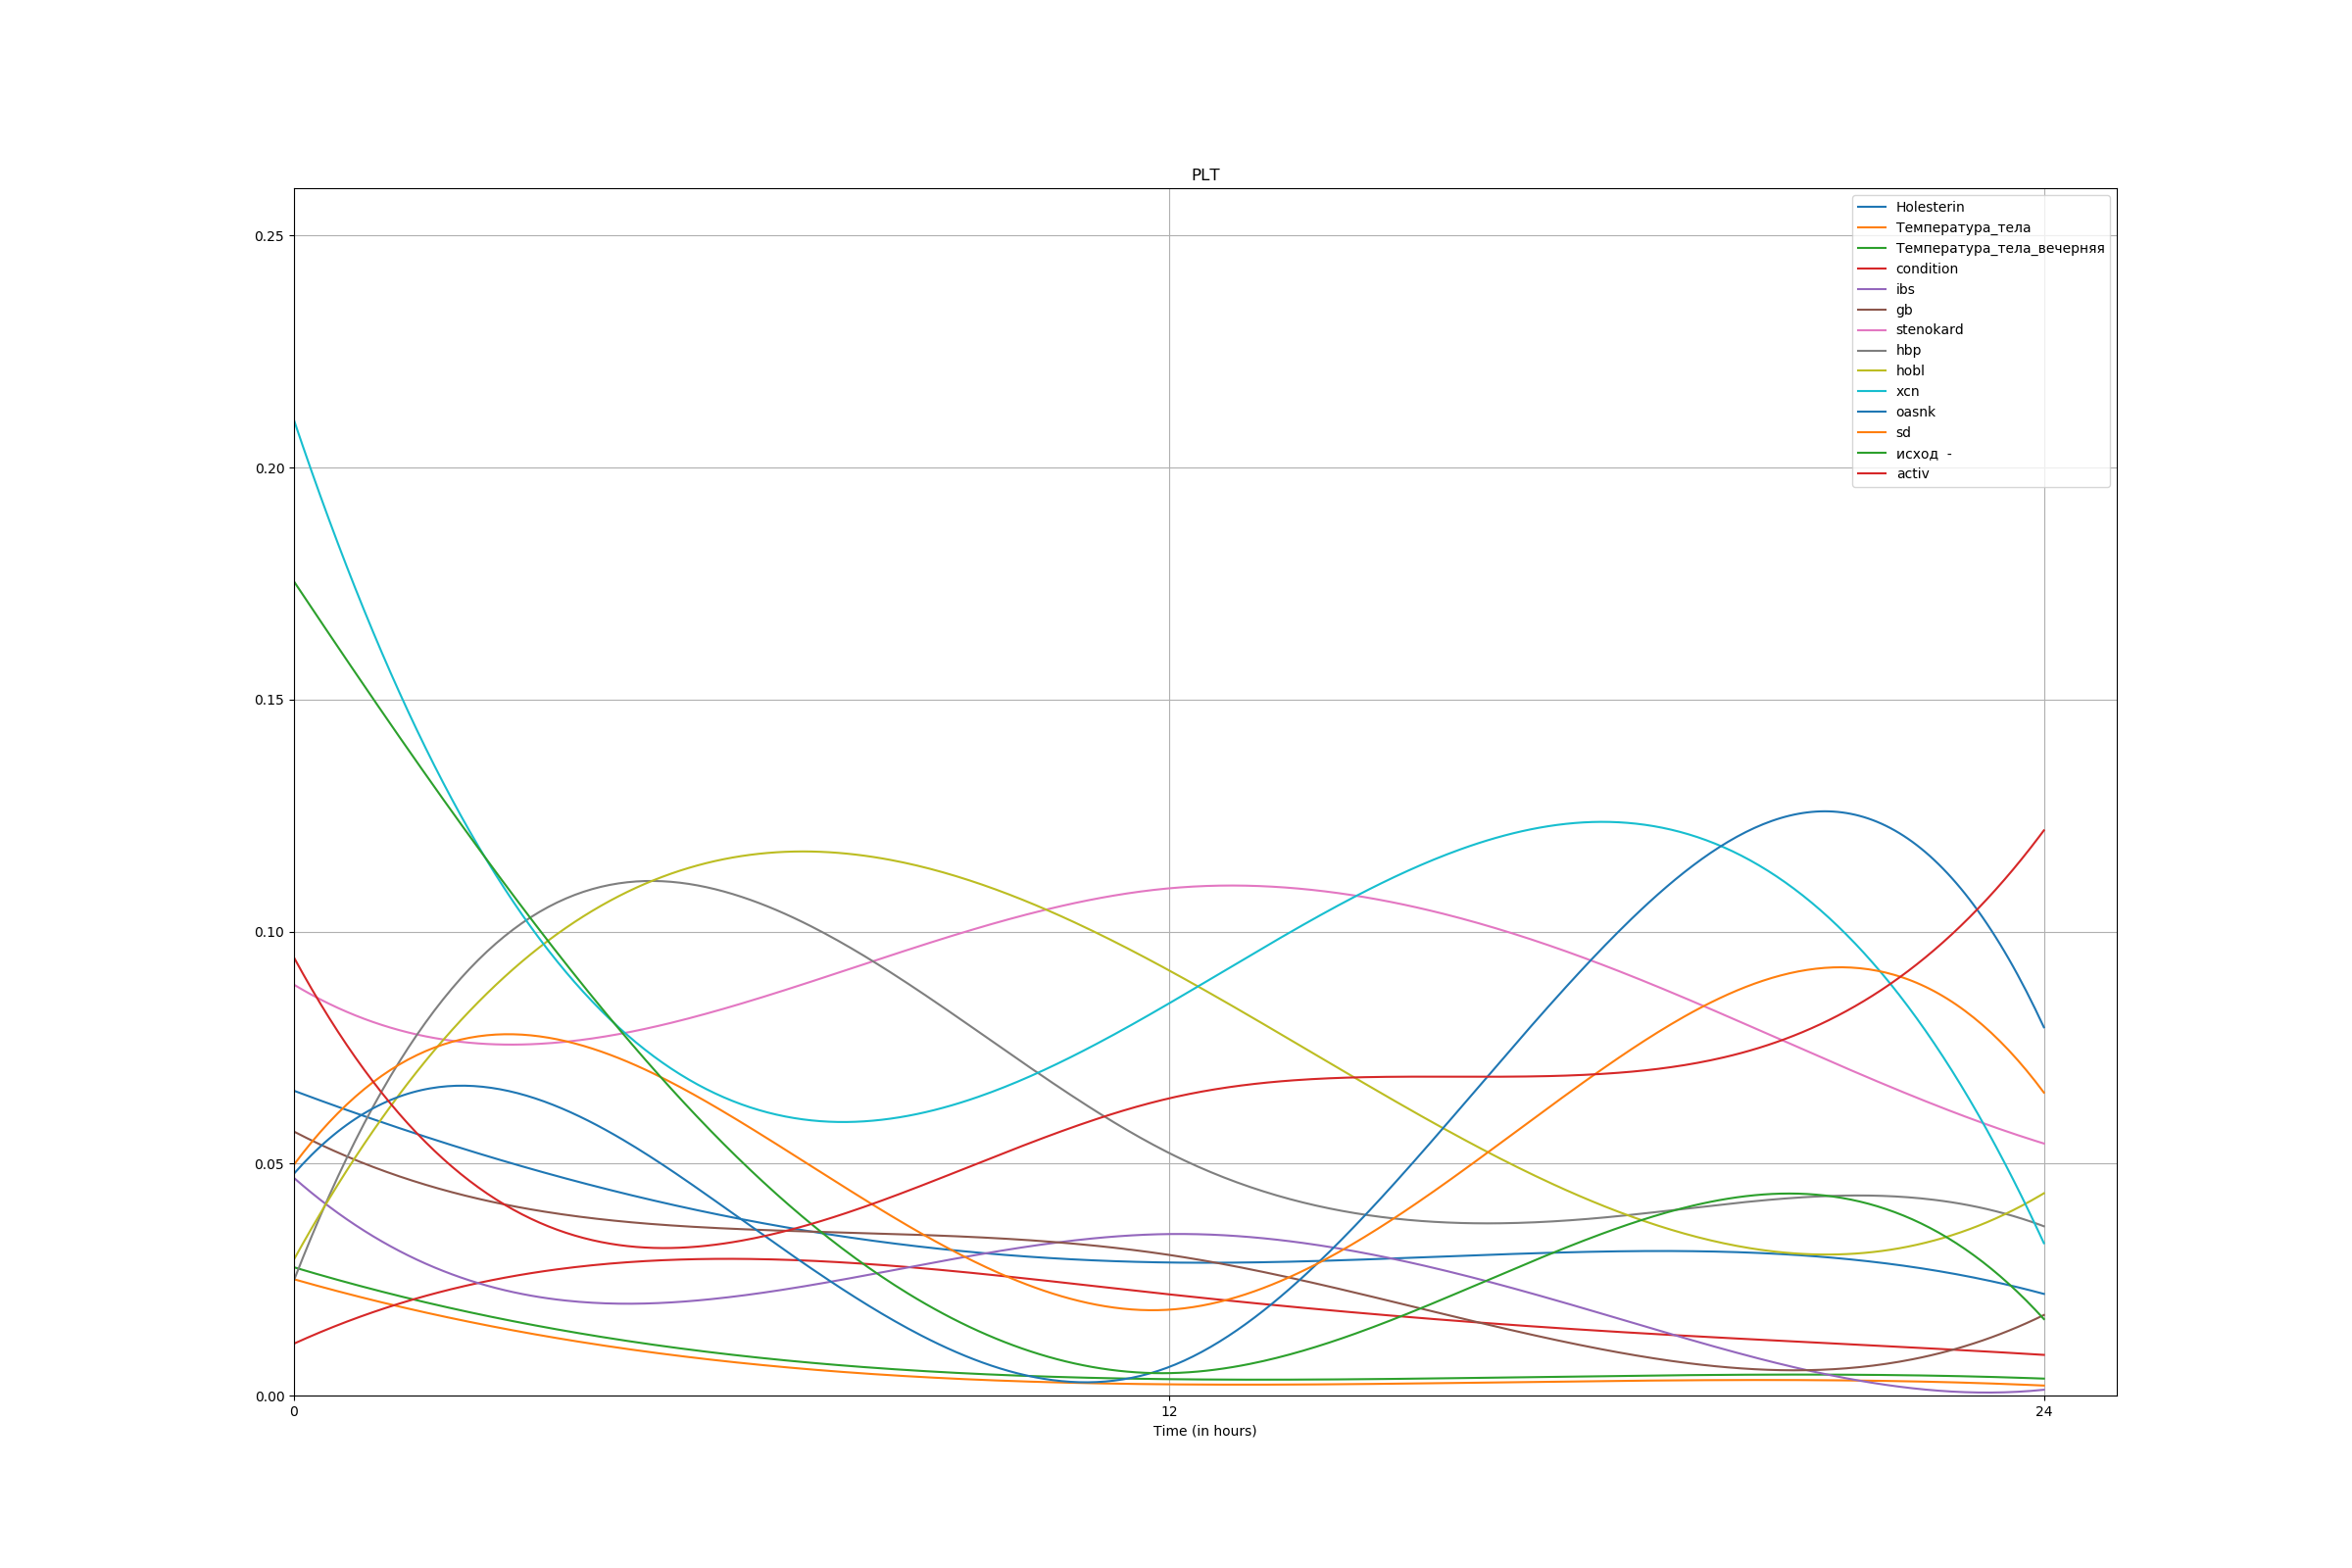 PLT
0.25
0.20
0.15
0.10
0.05
0.00
0 12 24
Time (in hours)
Holesterin
Температура_тела
Температура_тела_вечерняя
condition
ibs
gb
stenokard
hbp
hobl
xcn
oasnk
sd
исход -
activ